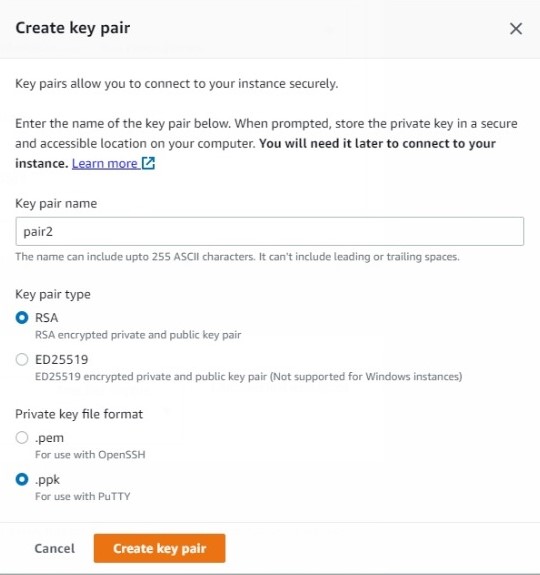 Create key pair
Key pairs allow you to connect to your instance securely.
Enter the name of the key pair below. When prompted, store the private key in a secure
and accessible location on your computer. You will need it later to connect to your
instance. Learn more
Key pair name
pair2
The name can include upto 255 ASCII characters. It can't include leading or trailing spaces.
Key pair type
RSA
RSA encrypted private and public key pair
ED25519
ED25519 encrypted private and public key pair (Not supported for Windows instances)
Private key file format
.pem
For use with OpenSSH
.ppk
For use with PuTTY
Cancel Create key pair